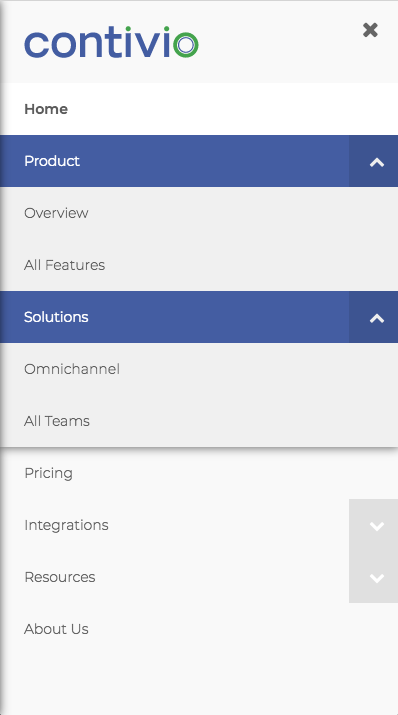 contivio
Home
Product
Overview
All Features
Solutions
Omnichannel
All Teams
Pricing
Integrations
Resources
About Us